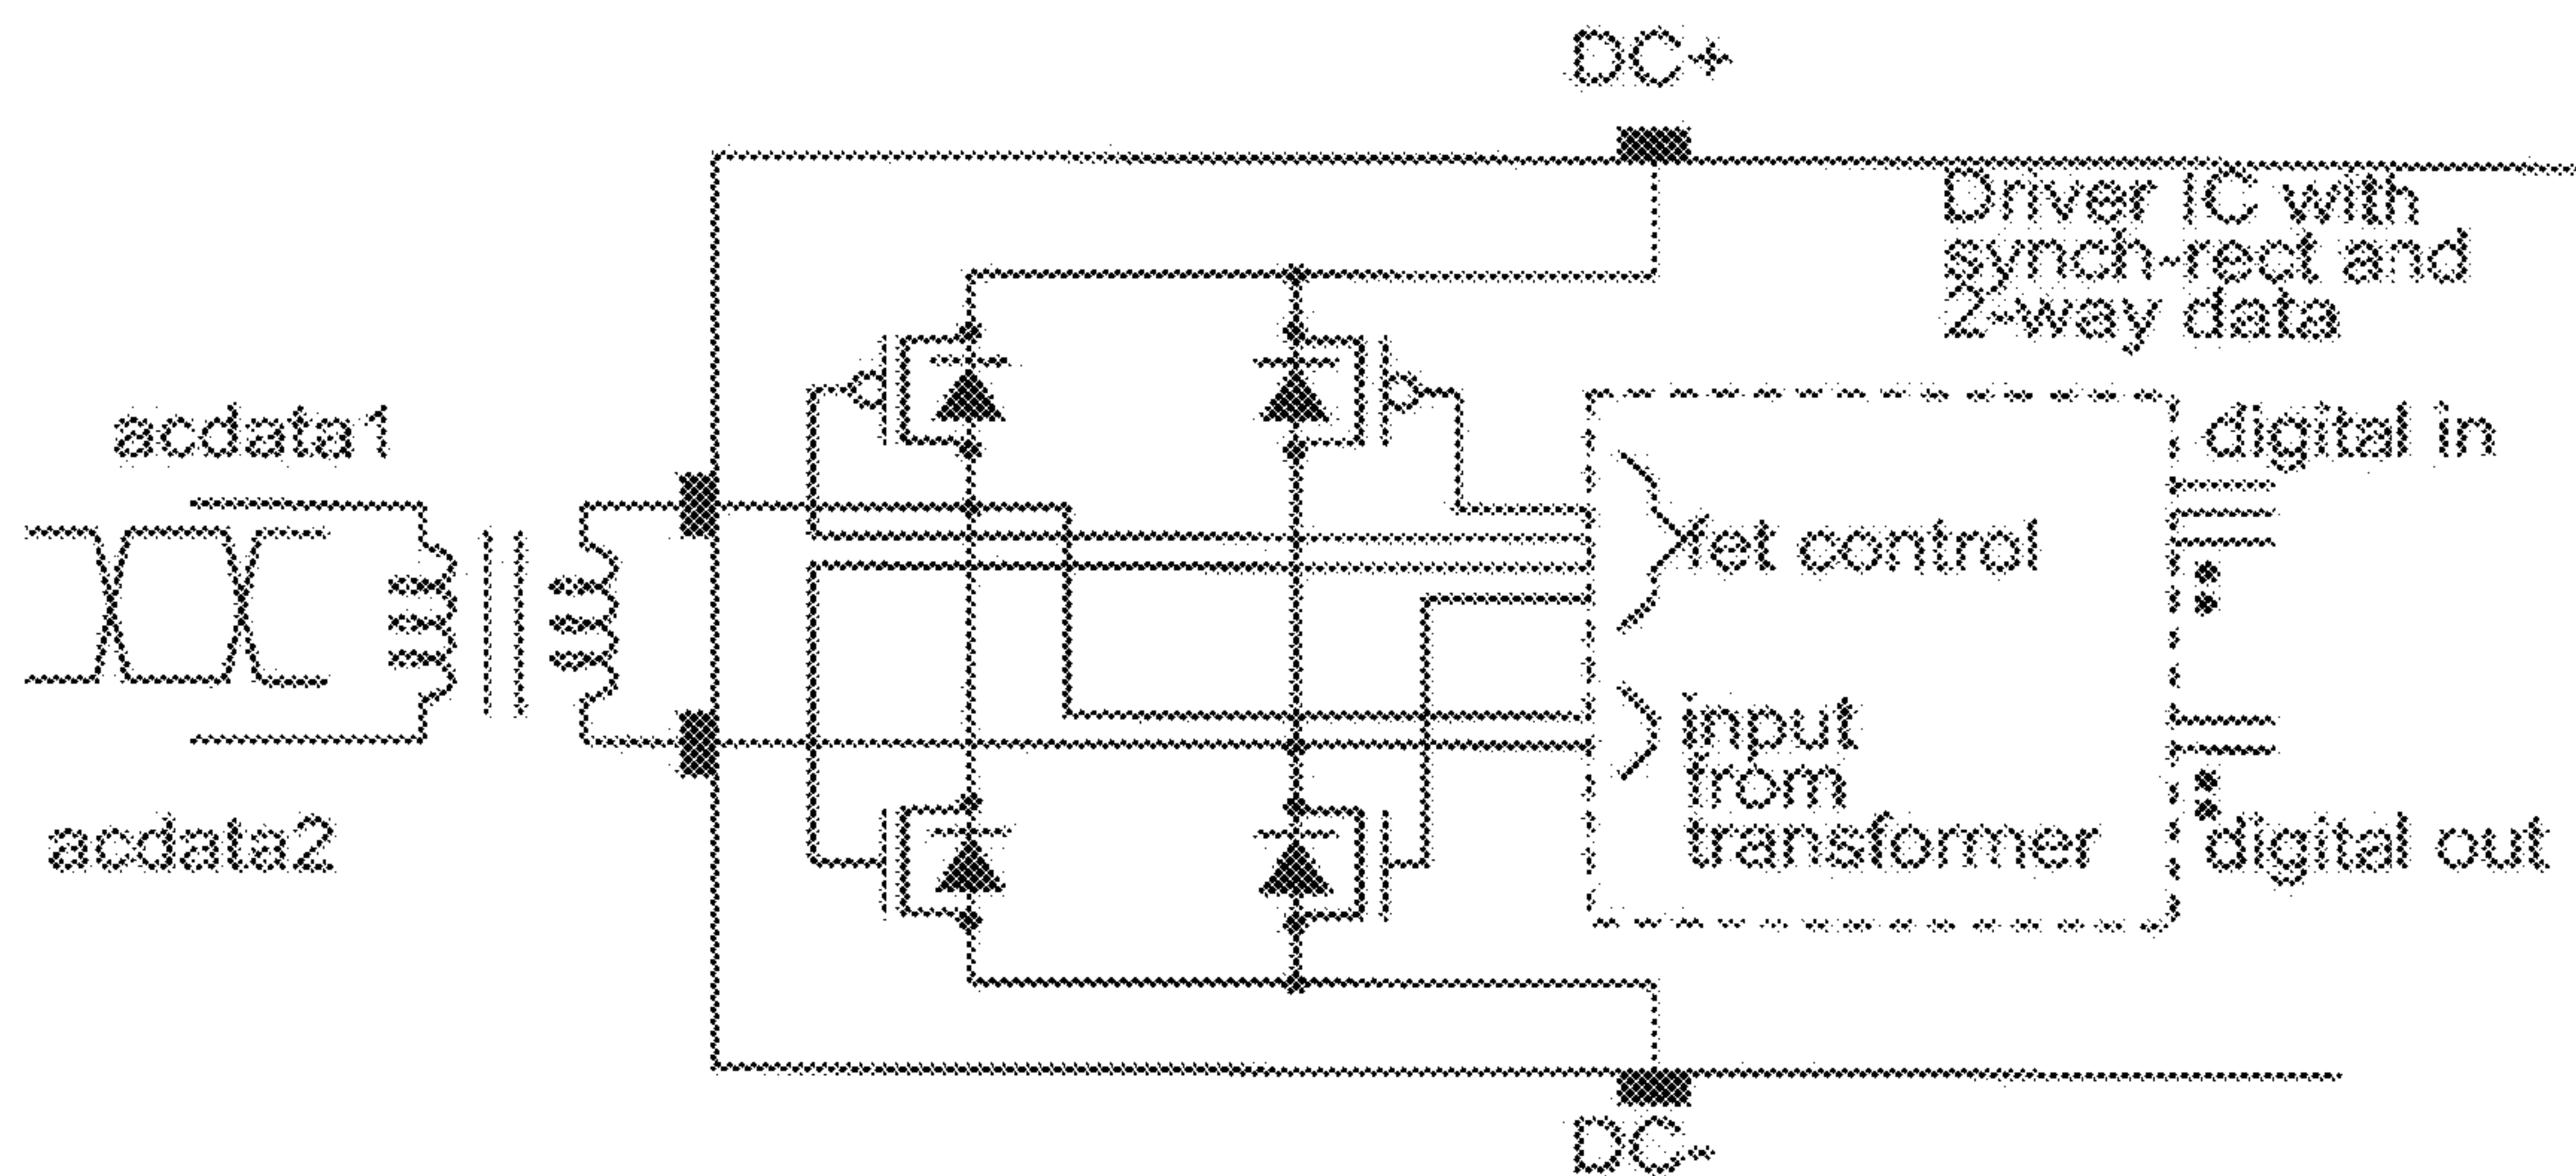 DC+
Driver IC with
synch-rect and
2-way data
acdata1
digital in
fet control
input
from
transformer
acdata2
digital out
DC-